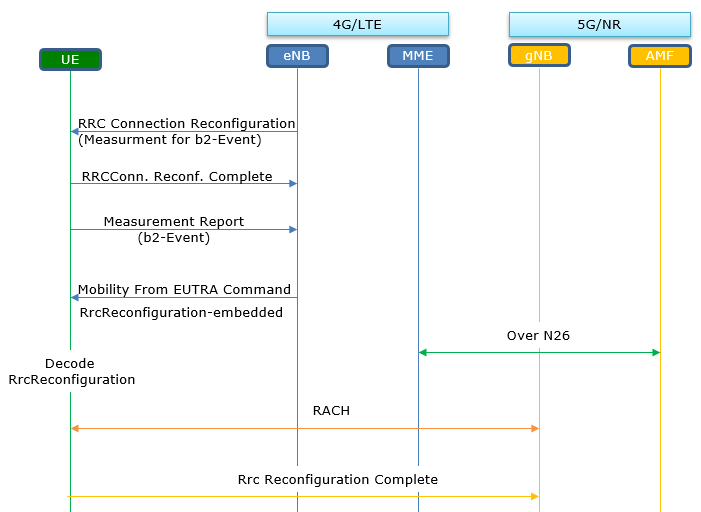 4G/LTE
5G/NR
UE
eNB
MME
gNB
AMF
RRC Connection Reconfiguration
(Measurment for b2-Event)
RRCConn. Reconf. Complete
Measurement Report
(b2-Event)
Mobility From EUTRA Command
RrcReconfiguration-embedded
Over N26
Decode
RrcReconfiguration
RACH
Rrc Reconfiguration Complete